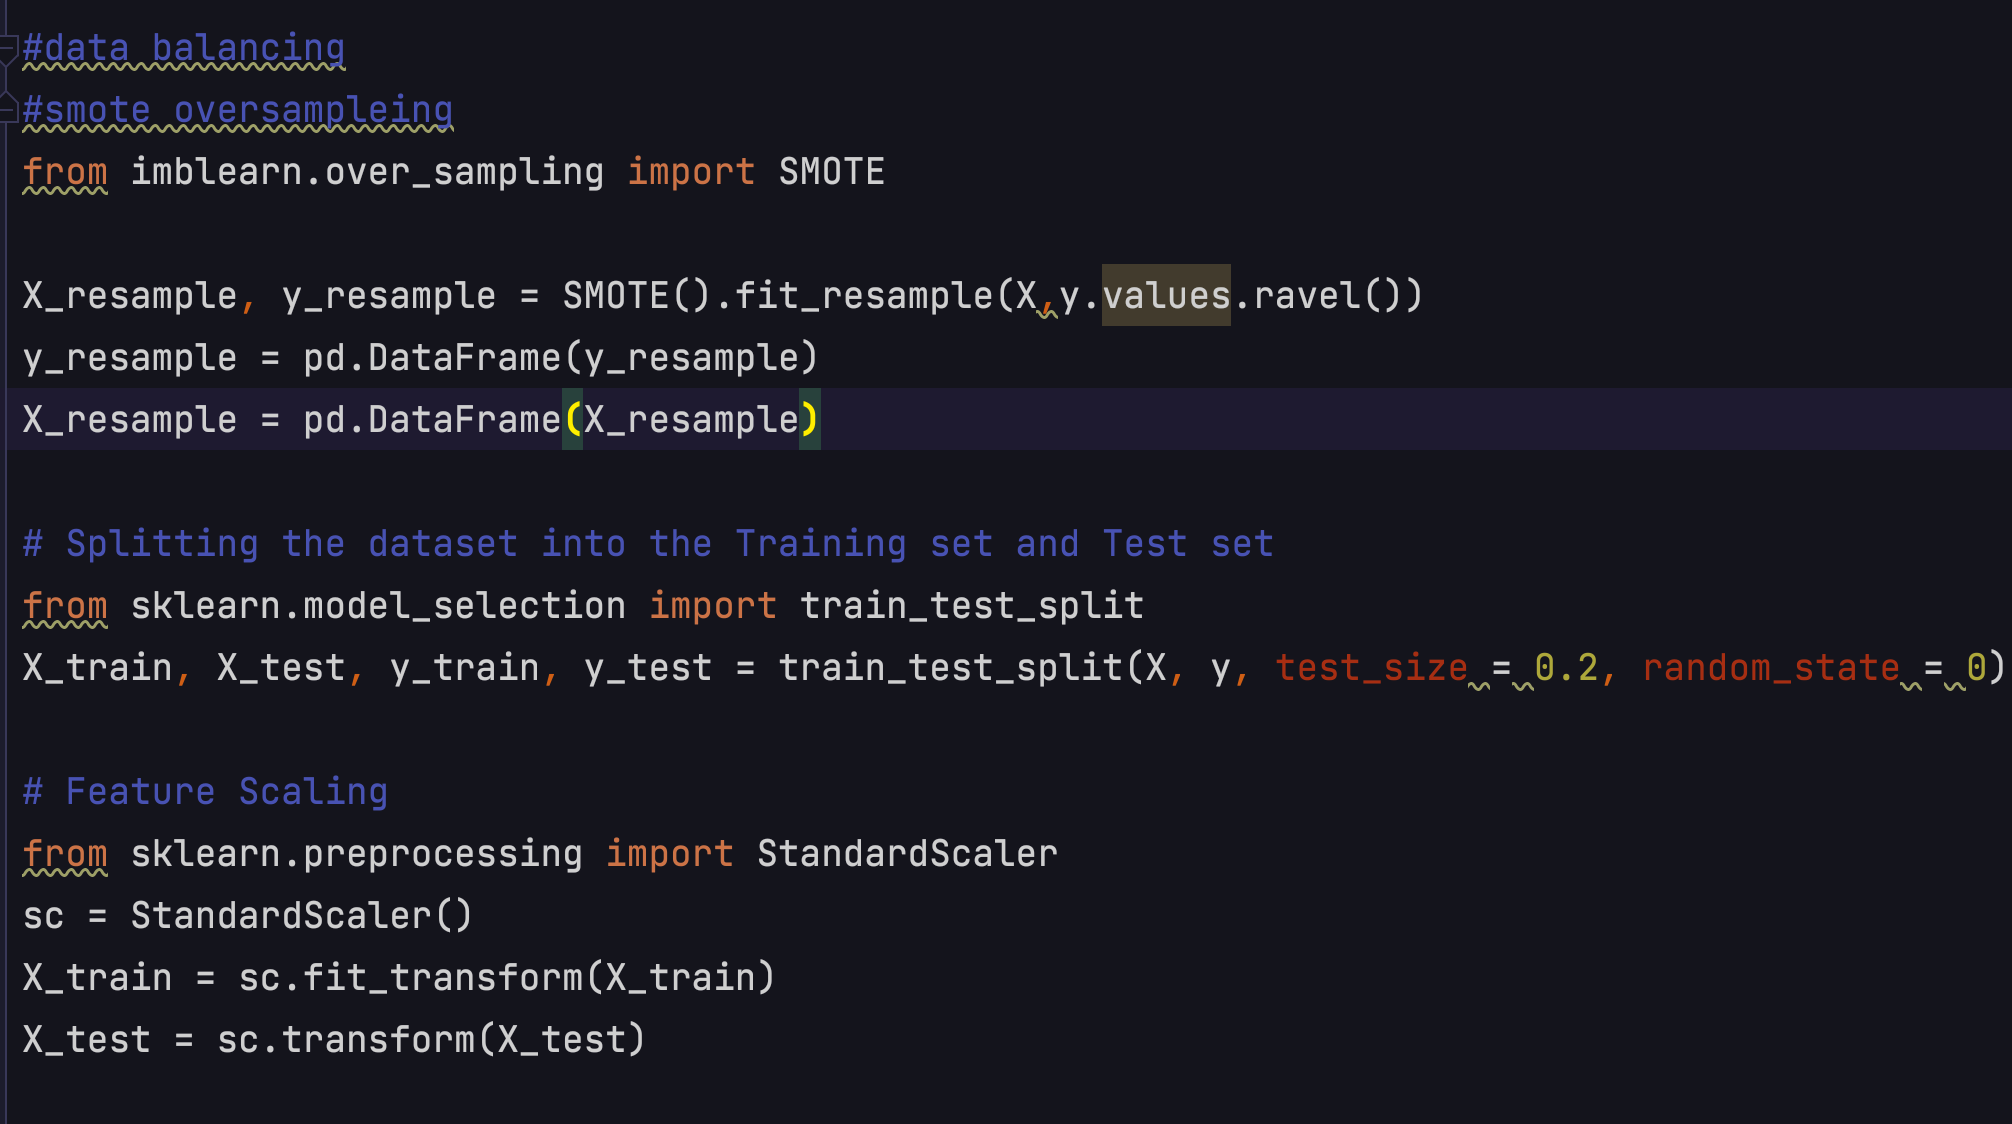 #data balancing
#smote oversampleing
from imblearn.over_sampling import SMOTE
X_resample, y_resample = SMOTE().fit_resample(X,y.values.ravel())
y_resample = pd.DataFrame(y_resample)
X_resample = pd.DataFrame(X_resample)
# Splitting the dataset into the Training set and Test set
from sklearn.model_selection import train_test_split
X_train, X_test, y_train, y_test = train_test_split(X, y, test_size = 0.2, random_state = 0)
# Feature Scaling
from sklearn.preprocessing import StandardScaler
sc = StandardScaler()
X_train = sc.fit_transform(X_train)
X_test = sc.transform(X_test)